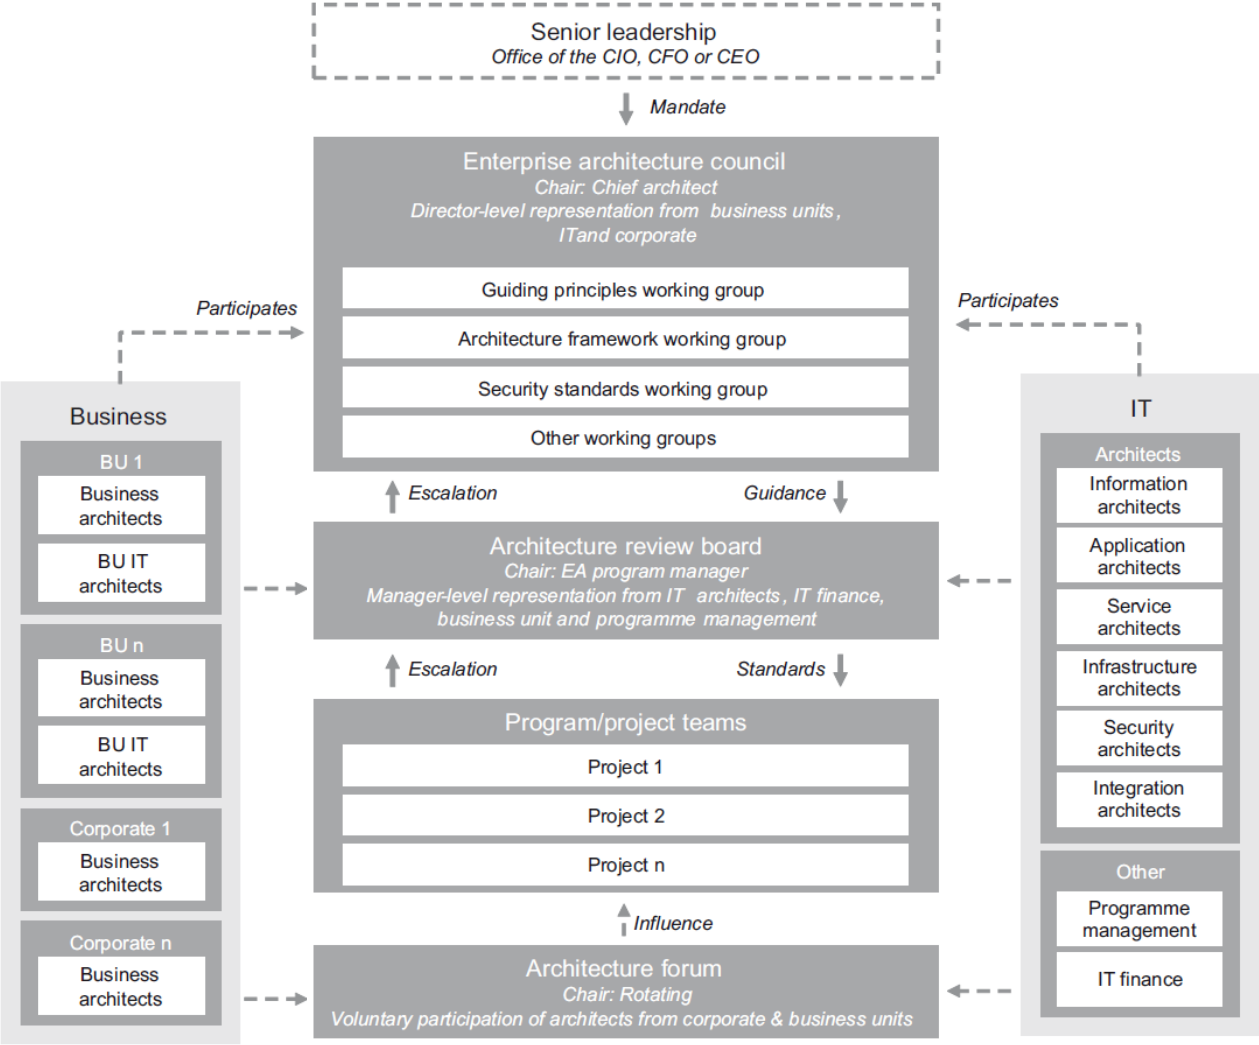 Senior leadership
Office of the CIO, CFO or CEO
Mandate
Enterprise architecture council
Chair: Chief architect
Director-level representation from business units,
ITand corporate
Guiding principles working group
Architecture framework working group
Security standards working group
Other working groups
Participates
Participates
Business
BU 1
Business
architects
BU IT
architects
BU n
Business
architects
BU IT
architects
Corporate 1
Business
architects
Corporate n
Business
architects
Escalation
Guidance
Architecture review board
Chair: EA program manager
Manager-level representation from IT architects, IT finance,
business unit and programme management
Escalation
Standards
Program/project teams
Project 1
Project 2
Project n
Influence
Architecture forum
Chair: Rotating
Voluntary participation of architects from corporate & business units
IT
Architects
Information
architects
Application
architects
Service
architects
Infrastructure
architects
Security
architects
Integration
architects
Other
Programme
management
IT finance